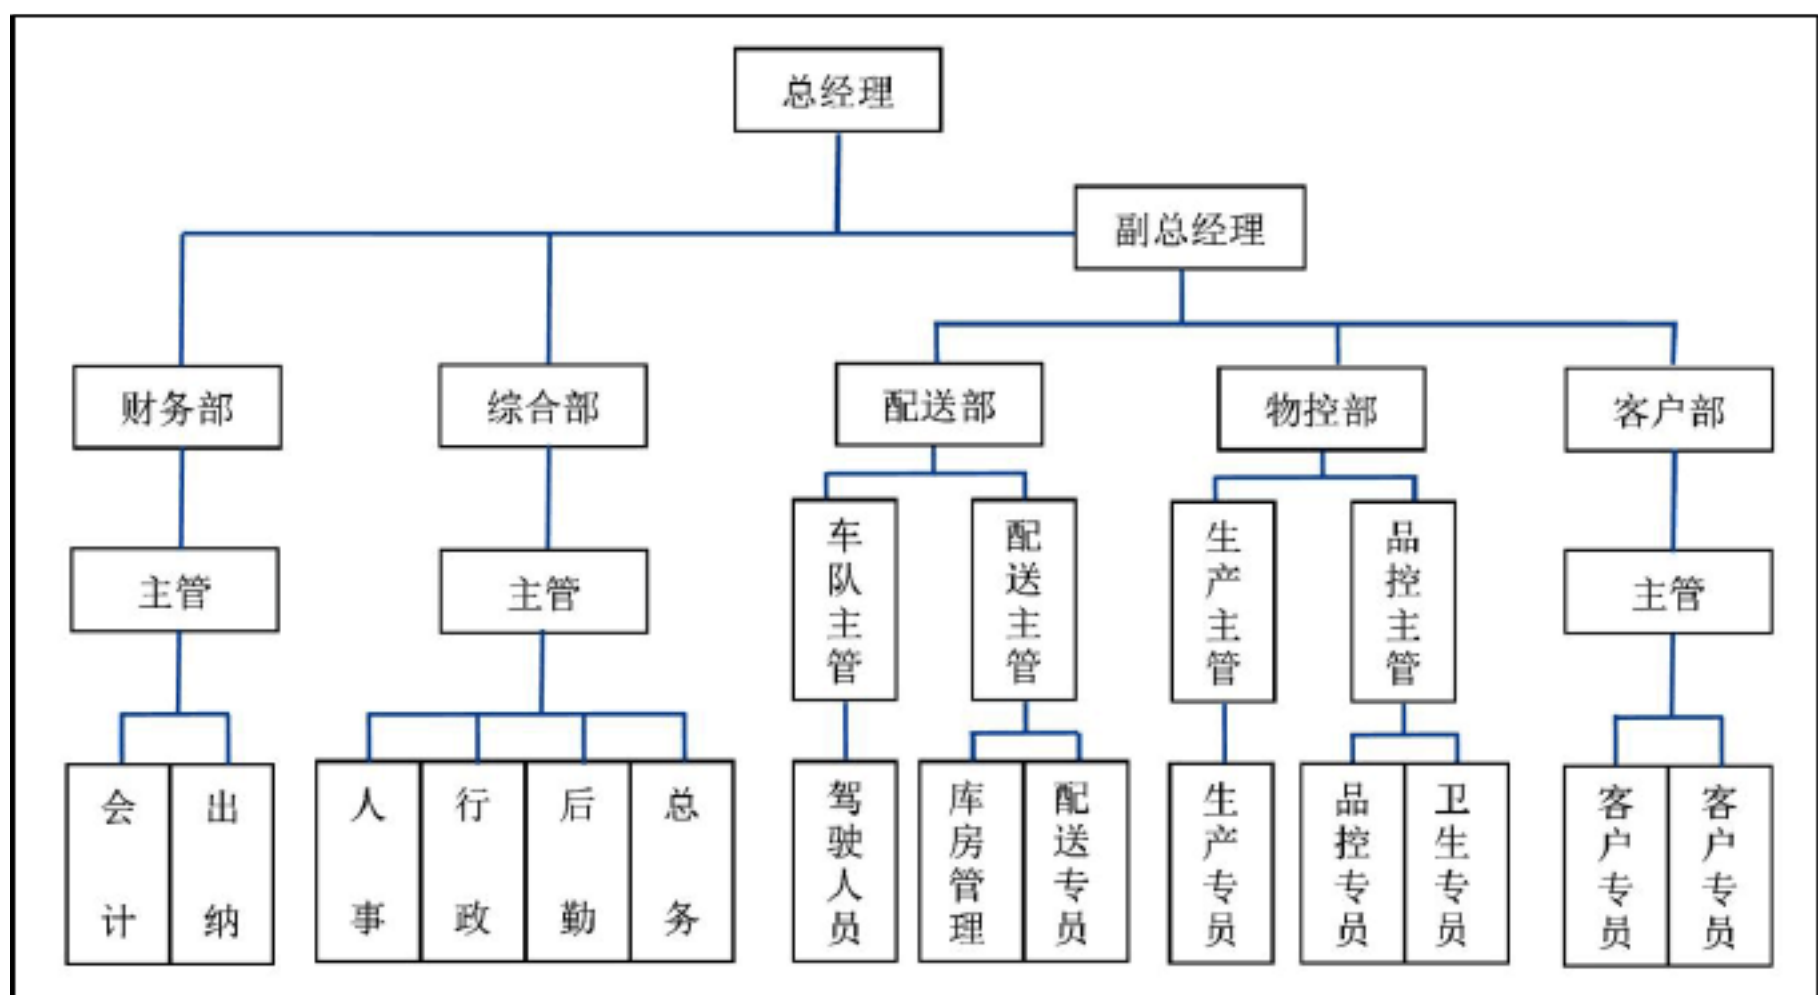 总经理
副总经理
财务部
综合部
配送部
物控部
客户部
主管
主管
车队主管
配送主管
生产主管
品控主管
主管
会计
出纳
人事
行政
后勤
总务
驾驶人员
库房管理
配送专员
生产专员
品控专员
卫生专员
客户专员
客户专员